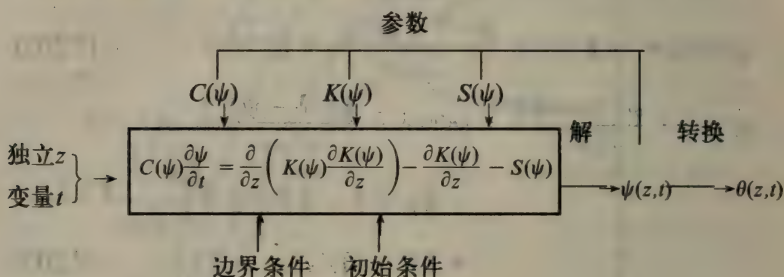 参数
C(ψ) K(ψ) S(ψ)
解 转换
独立z
变量t
C(ψ)∂ψ/∂t = ∂/∂z(K(ψ)∂K(ψ)/∂z) − ∂K(ψ)/∂z − S(ψ)
ψ(z,t) θ(z,t)
边界条件 初始条件